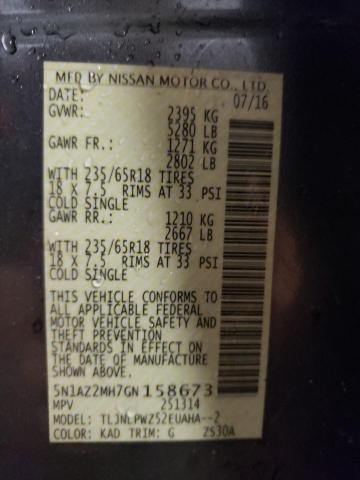 MFD BY NISSAN MOTOR CO., LTD.
DATE: 07/16
GVWR: 2395 KG
5280 LB
GAWR FR.: 1271 KG
2802 LB
WITH 235/65R18 TIRES
18 X 7.5 RIMS AT 33 PSI
COLD SINGLE
GAWR RR.: 1210 KG
2667 LB
WITH 235/65R18 TIRES
18 X 7.5 RIMS AT 33 PSI
COLD SINGLE
THIS VEHICLE CONFORMS TO
ALL APPLICABLE FEDERAL
MOTOR VEHICLE SAFETY AND
THEFT PREVENTION
STANDARDS IN EFFECT ON
THE DATE OF MANUFACTURE
SHOWN ABOVE.
5N1AZ2MH7GN158673
MPV 251314
MODEL: TLJNLPWZ52EUAHA--2
COLOR: KAD TRIM: G ZS30A